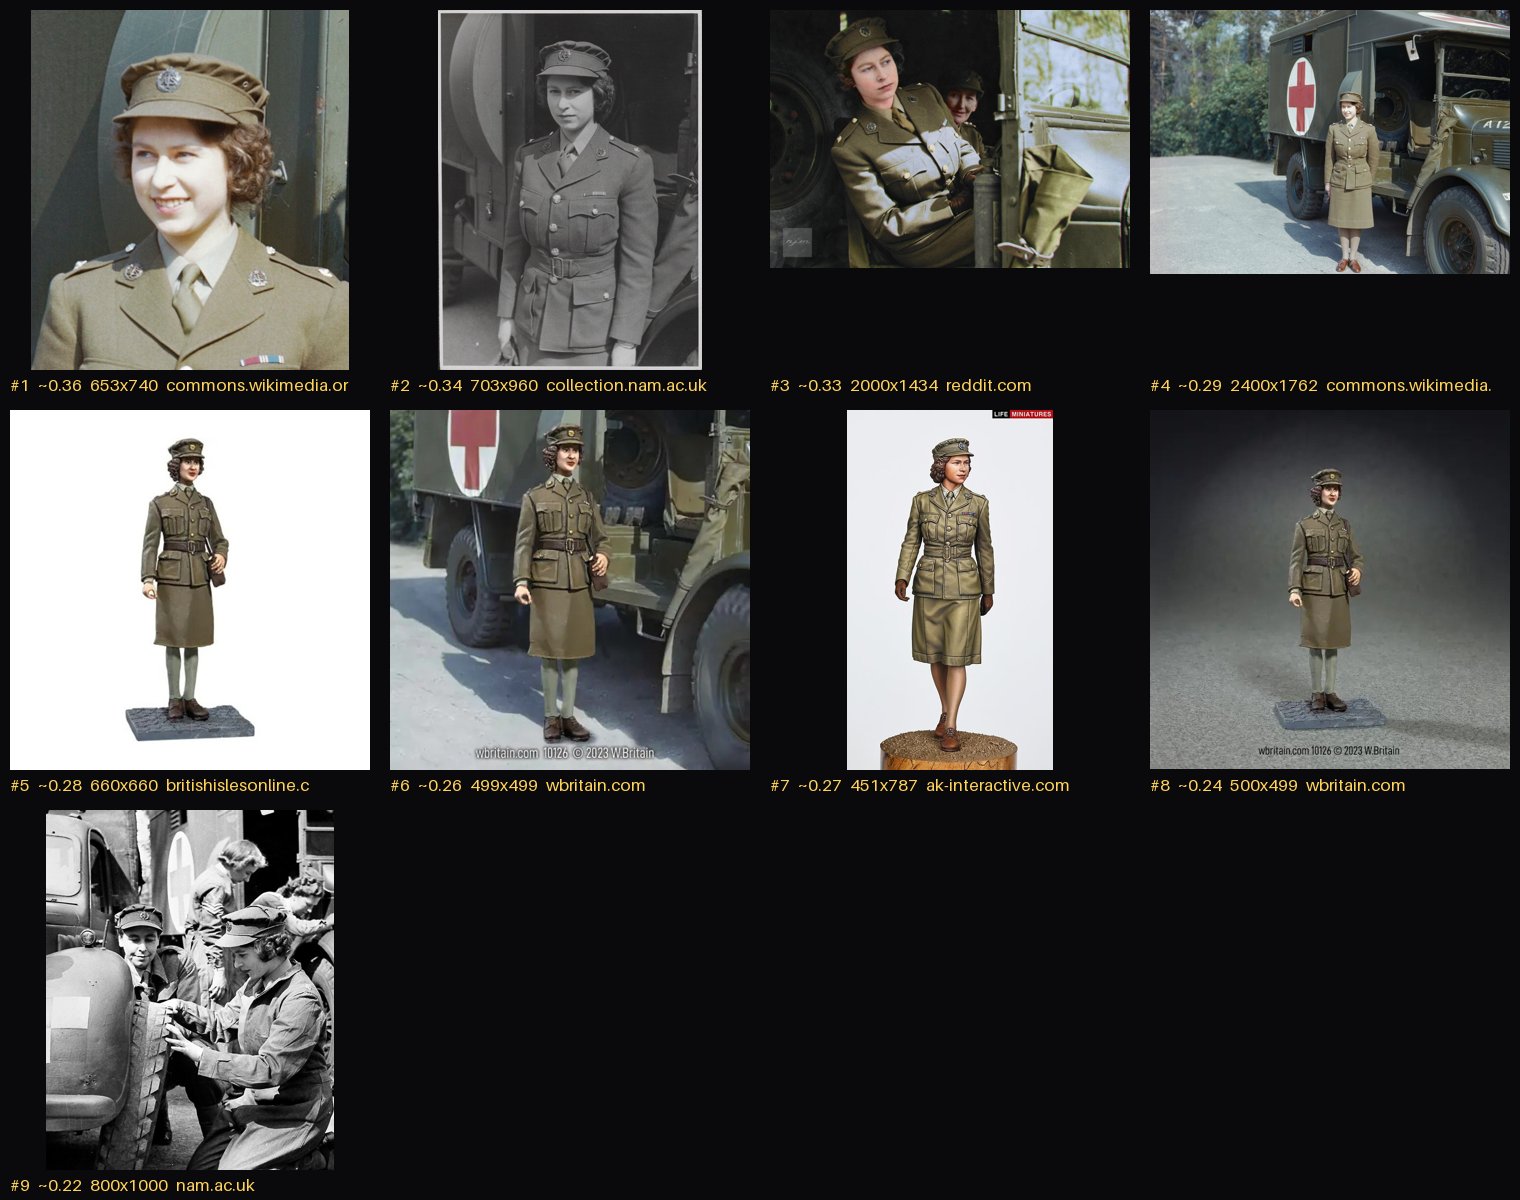 #1 ~0.36 653x740 commons.wikimedia.or
#2 ~0.34 703x960 collection.nam.ac.uk
#3 ~0.33 2000x1434 reddit.com
#4 ~0.29 2400x1762 commons.wikimedia.
A12
LIFE MINIATURES
wbritain.com 10126 © 2023 W.Britain
wbritain.com 10126 © 2023 W.Britain
#5 ~0.28 660x660 britishislesonline.c
#6 ~0.26 499x499 wbritain.com
#7 ~0.27 451x787 ak-interactive.com
#8 ~0.24 500x499 wbritain.com
#9 ~0.22 800x1000 nam.ac.uk